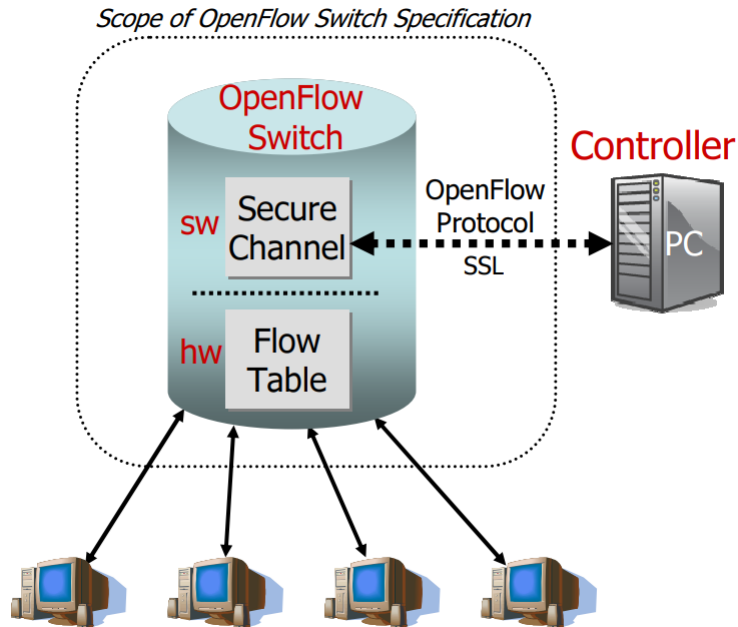 Scope of OpenFlow Switch Specification
OpenFlow
Switch
Controller
sw
Secure
Channel
OpenFlow
Protocol
SSL
PC
hw
Flow
Table